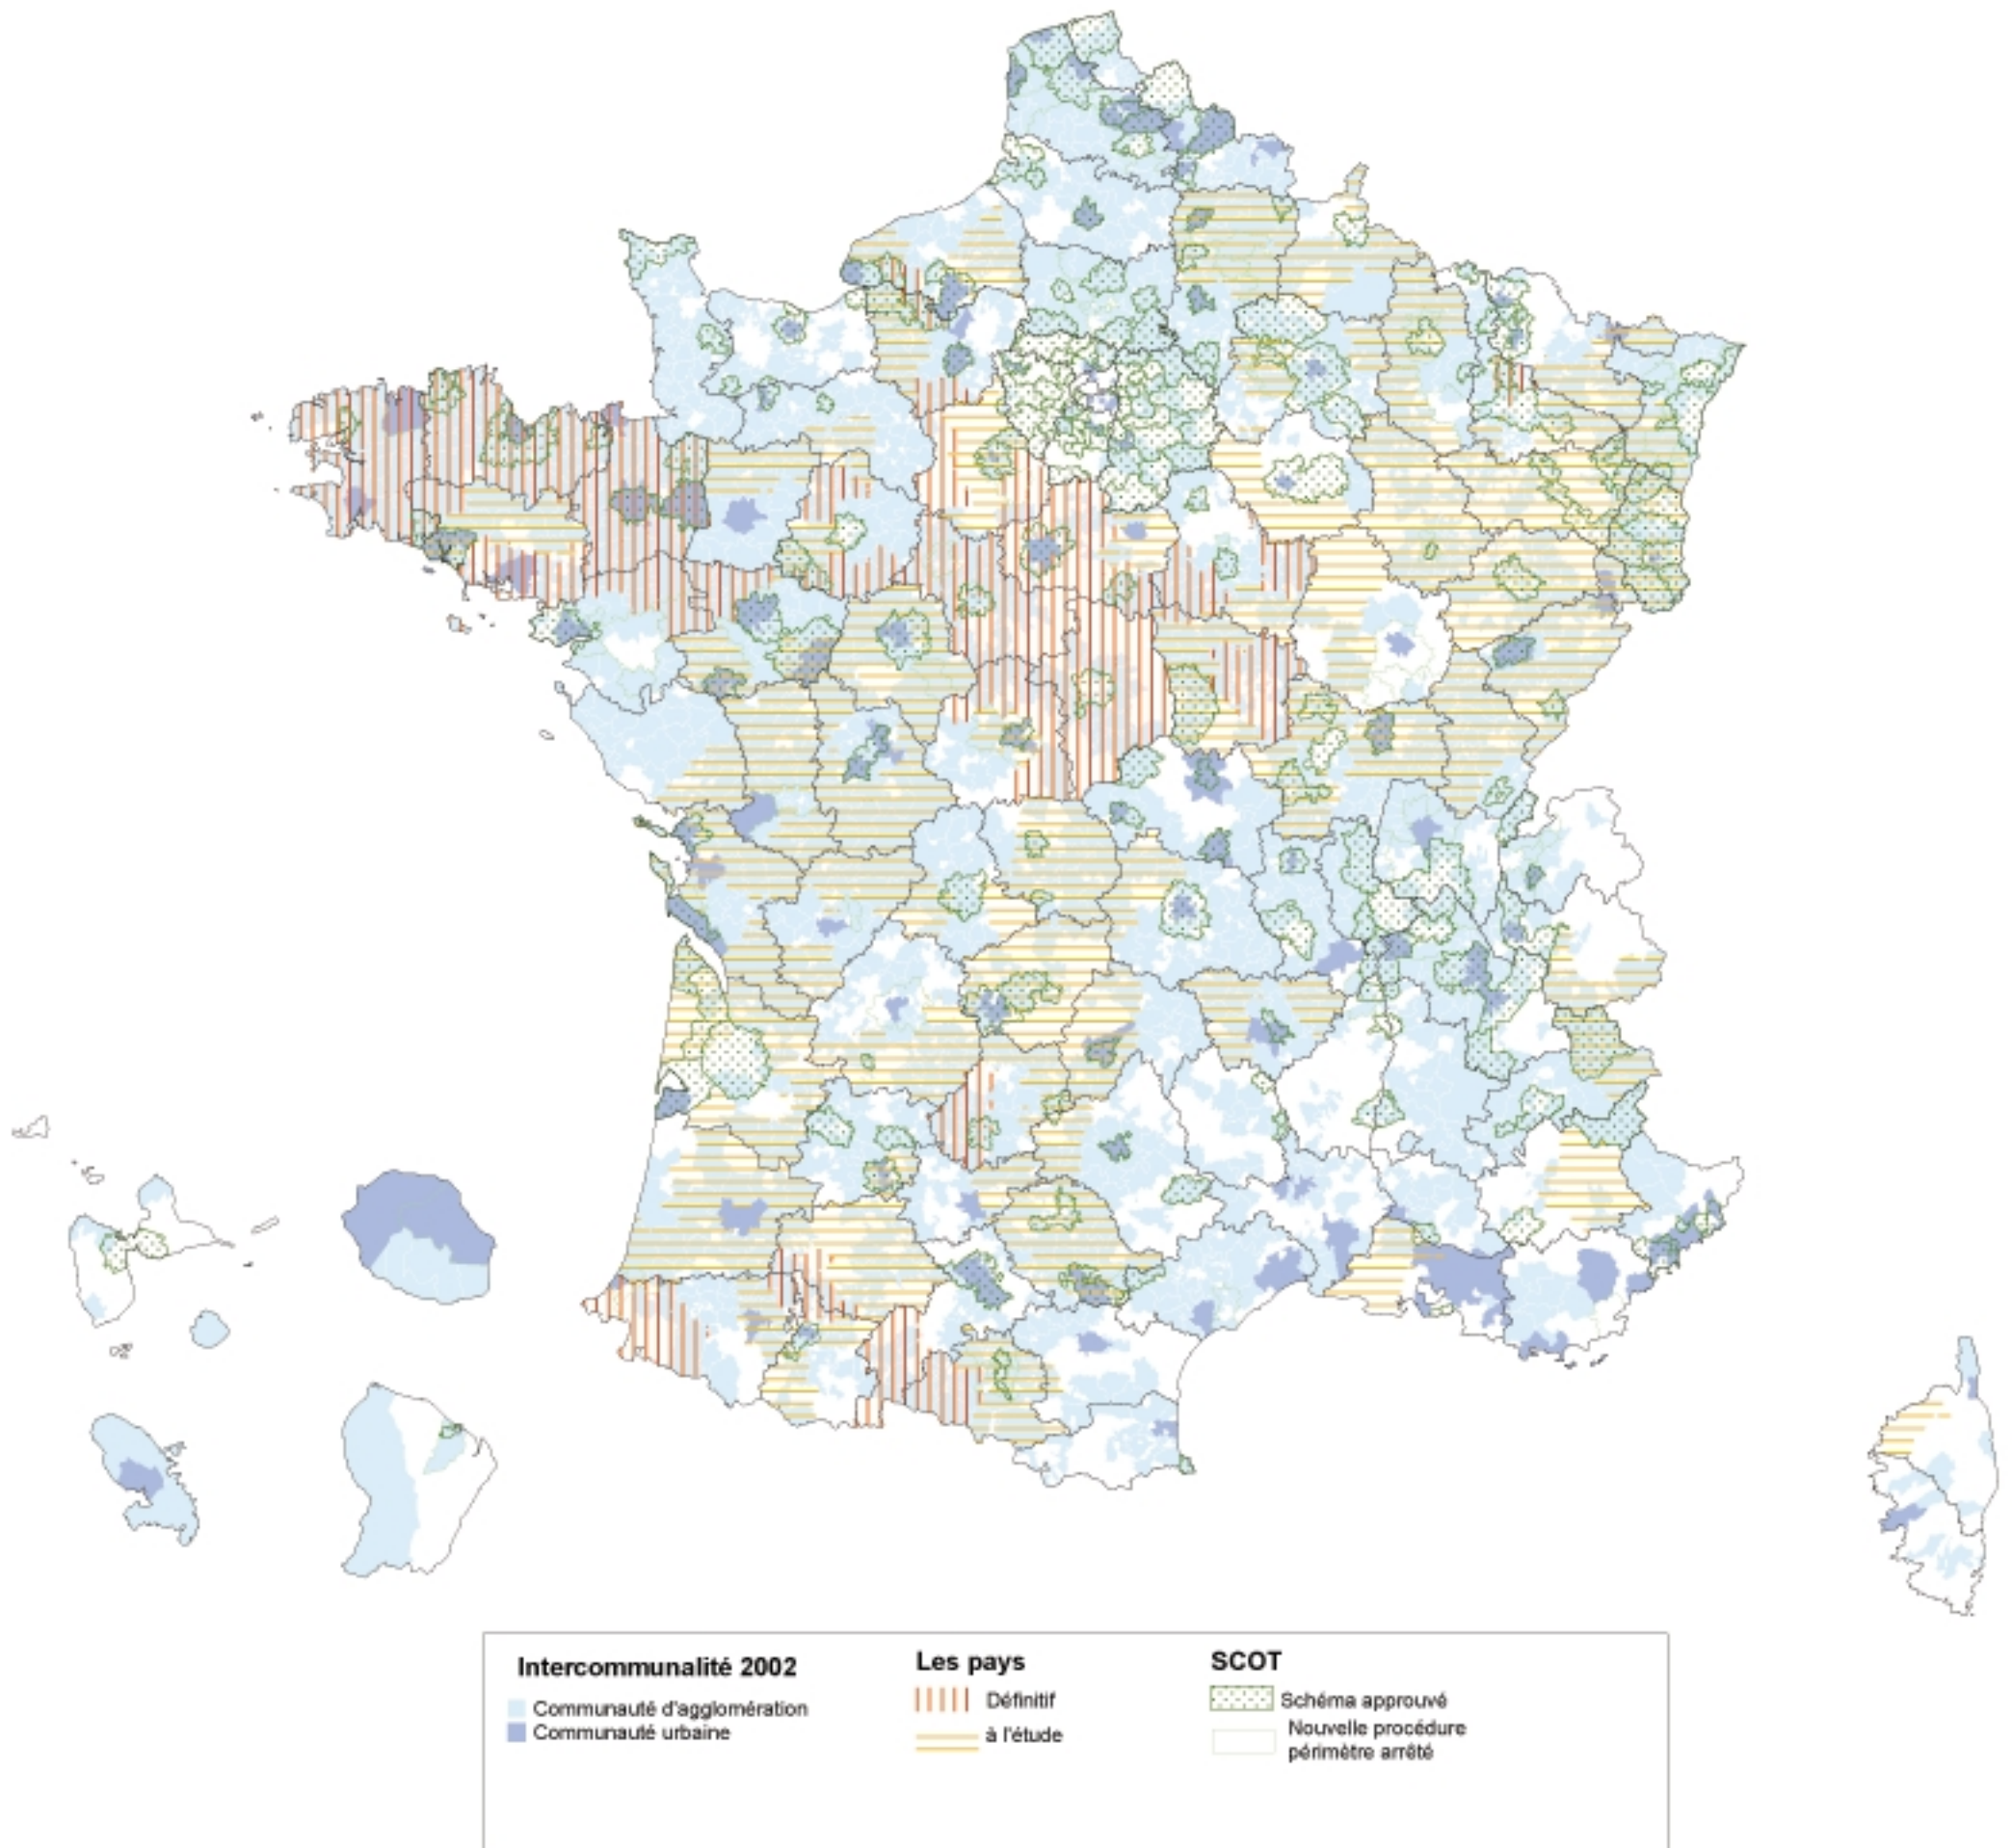 Intercommunalité 2002
Communauté d'agglomération
Communauté urbaine
Les pays
Définitif
à l'étude
SCOT
Schéma approuvé
Nouvelle procédure
périmètre arrêté